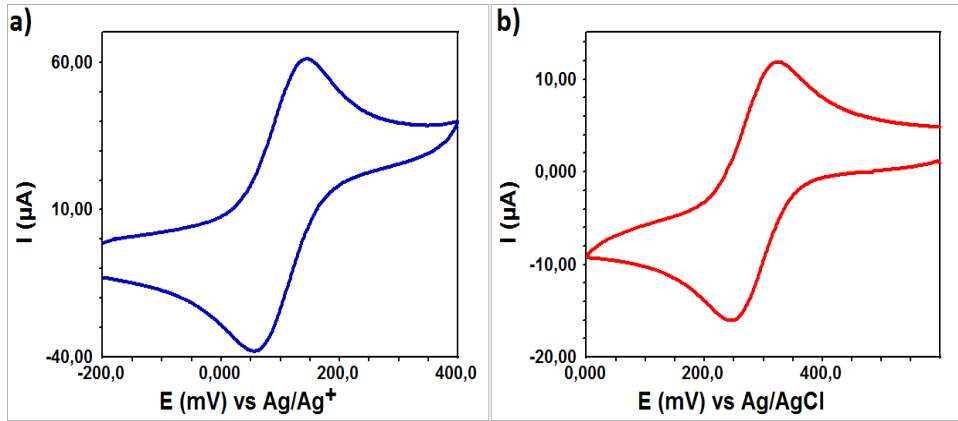 a)
60,00
10,00
-40,00
I (µA)
-200,0 0,000 200,0 400,0
E (mV) vs Ag/Ag+
b)
10,00
0,000
-10,00
-20,00
I (µA)
0,000 200,0 400,0
E (mV) vs Ag/AgCl